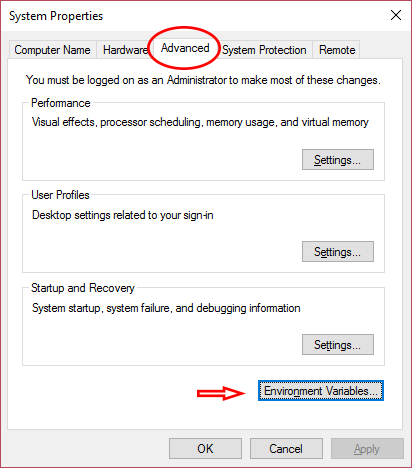 System Properties
Computer Name Hardware Advanced System Protection Remote
You must be logged on as an Administrator to make most of these changes.
Performance
Visual effects, processor scheduling, memory usage, and virtual memory
Settings...
User Profiles
Desktop settings related to your sign-in
Settings...
Startup and Recovery
System startup, system failure, and debugging information
Settings...
Environment Variables...
OK Cancel Apply